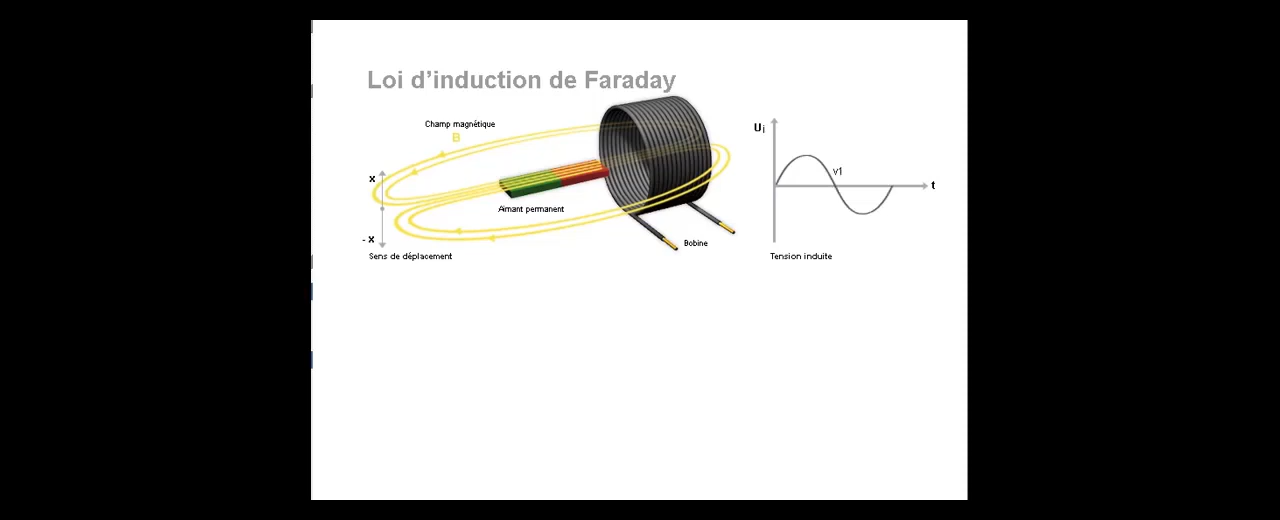 Loi d'induction de Faraday
Champ magnétique
B
x
- x
Sens de déplacement
Aimant permanent
Bobine
Ui
v1
t
Tension induite